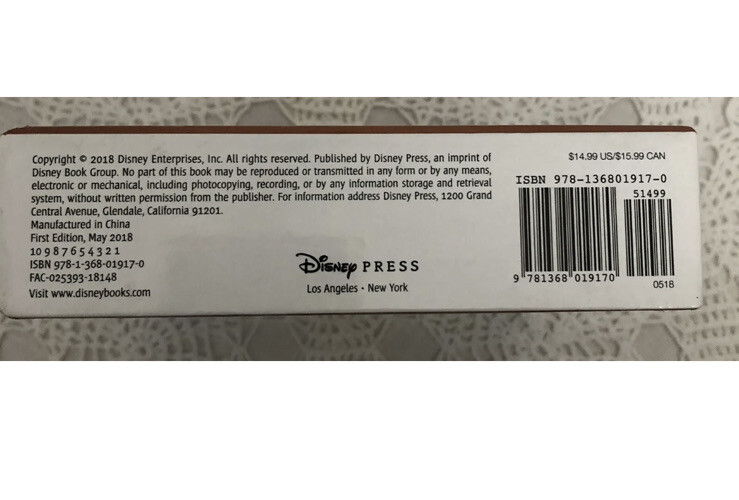 Copyright © 2018 Disney Enterprises, Inc. All rights reserved. Published by Disney Press, an imprint of
Disney Book Group. No part of this book may be reproduced or transmitted in any form or by any means,
electronic or mechanical, including photocopying, recording, or by any information storage and retrieval
system, without written permission from the publisher. For information address Disney Press, 1200 Grand
Central Avenue, Glendale, California 91201.
Manufactured in China
First Edition, May 2018
10 9 8 7 6 5 4 3 2 1
ISBN 978-1-368-01917-0
FAC-025393-18148
Visit www.disneybooks.com
Disney PRESS
Los Angeles • New York
$14.99 US/$15.99 CAN
ISBN 978-136801917-0
51499
9 781368 019170
0518